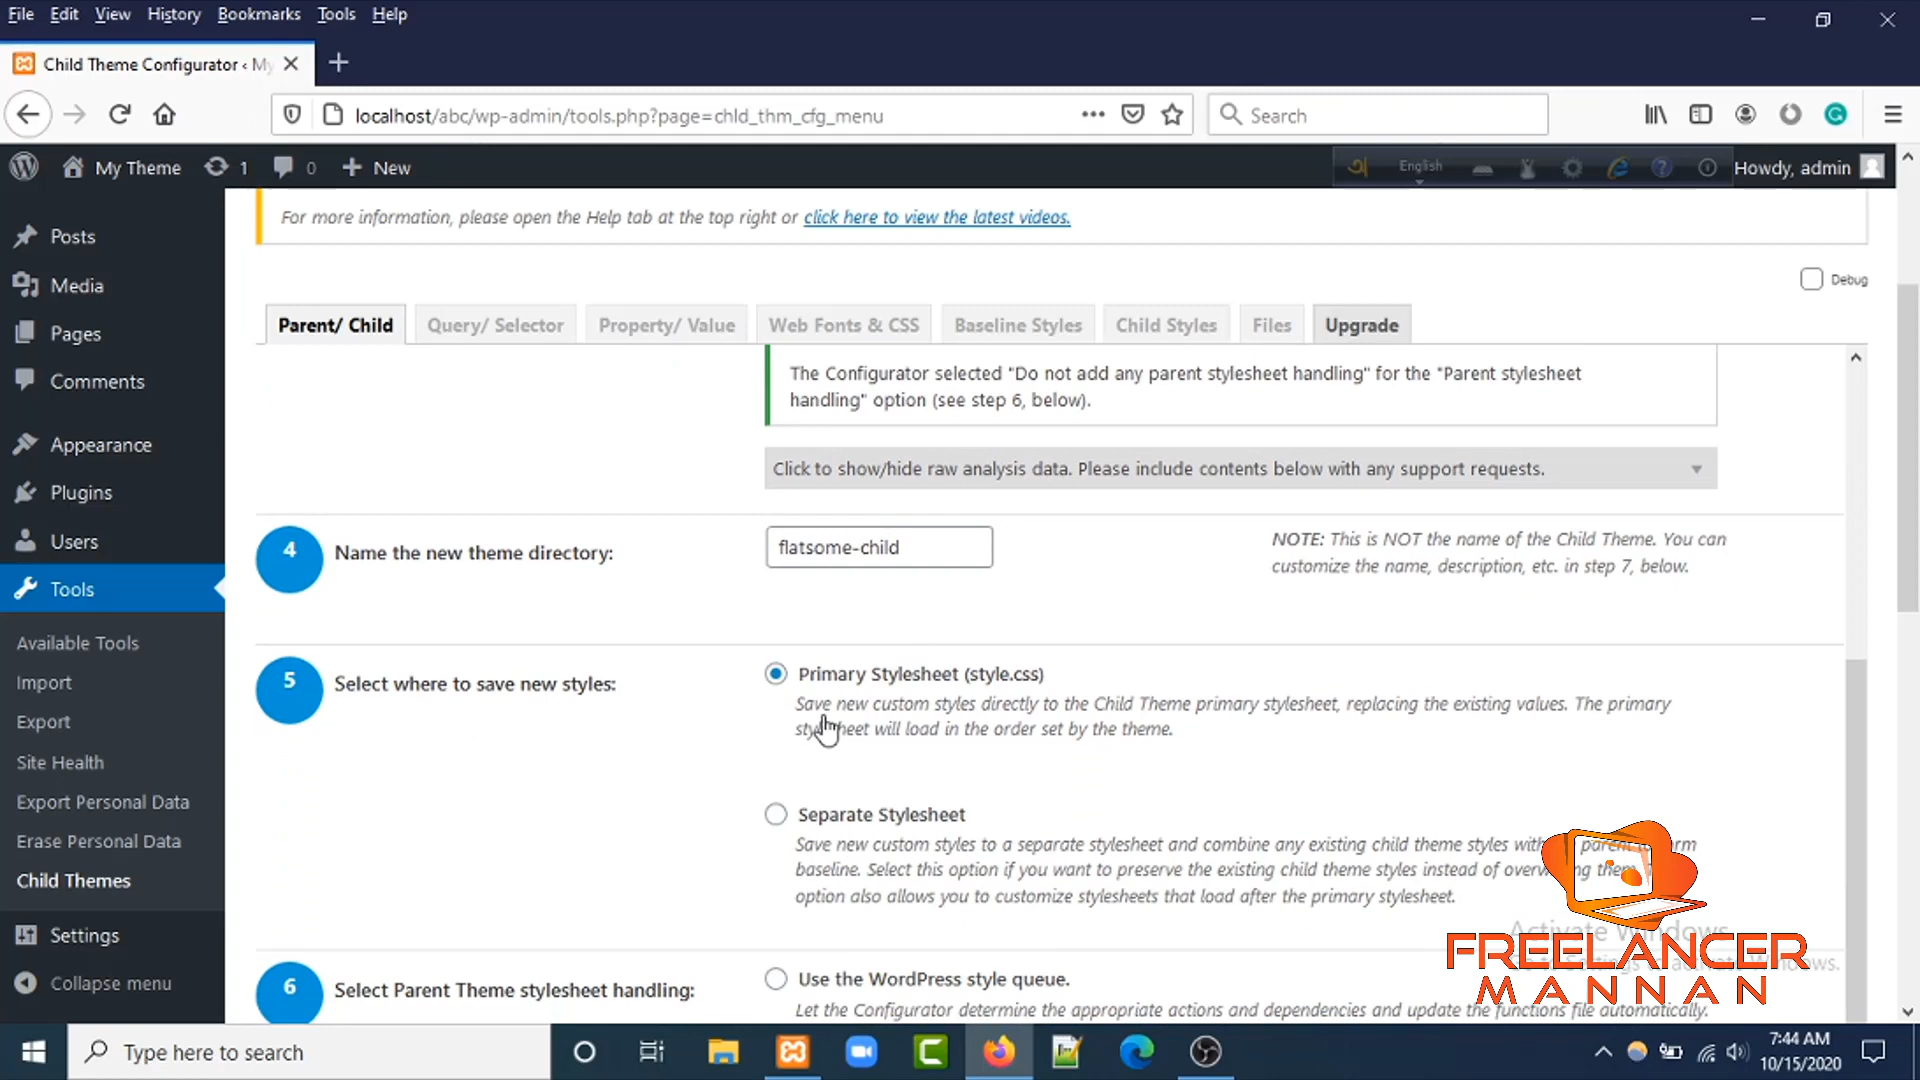 File Edit View History Bookmarks Tools Help
Child Theme Configurator ‹ My
localhost/abc/wp-admin/tools.php?page=chld_thm_cfg_menu
Search
My Theme 1 0 New
English
Howdy, admin
For more information, please open the Help tab at the top right or click here to view the latest videos.
Posts
Media
Pages
Comments
Appearance
Plugins
Users
Tools
Available Tools
Import
Export
Site Health
Export Personal Data
Erase Personal Data
Child Themes
Settings
Collapse menu
Debug
Parent/ Child Query/ Selector Property/ Value Web Fonts & CSS Baseline Styles Child Styles Files Upgrade
The Configurator selected "Do not add any parent stylesheet handling" for the "Parent stylesheet
handling" option (see step 6, below).
Click to show/hide raw analysis data. Please include contents below with any support requests.
4 Name the new theme directory:
flatsome-child
NOTE: This is NOT the name of the Child Theme. You can
customize the name, description, etc. in step 7, below.
5 Select where to save new styles:
Primary Stylesheet (style.css)
Save new custom styles directly to the Child Theme primary stylesheet, replacing the existing values. The primary
stylesheet will load in the order set by the theme.
Separate Stylesheet
Save new custom styles to a separate stylesheet and combine any existing child theme styles with
baseline. Select this option if you want to preserve the existing child theme styles instead of
option also allows you to customize stylesheets that load after the primary stylesheet.
6 Select Parent Theme stylesheet handling:
Use the WordPress style queue.
Let the Configurator determine the appropriate actions and dependencies and update the functions file automatically.
Activate Windows
Go to Settings to activate Windows.
FREELANCER
MANNAN
Type here to search
7:44 AM
10/15/2020